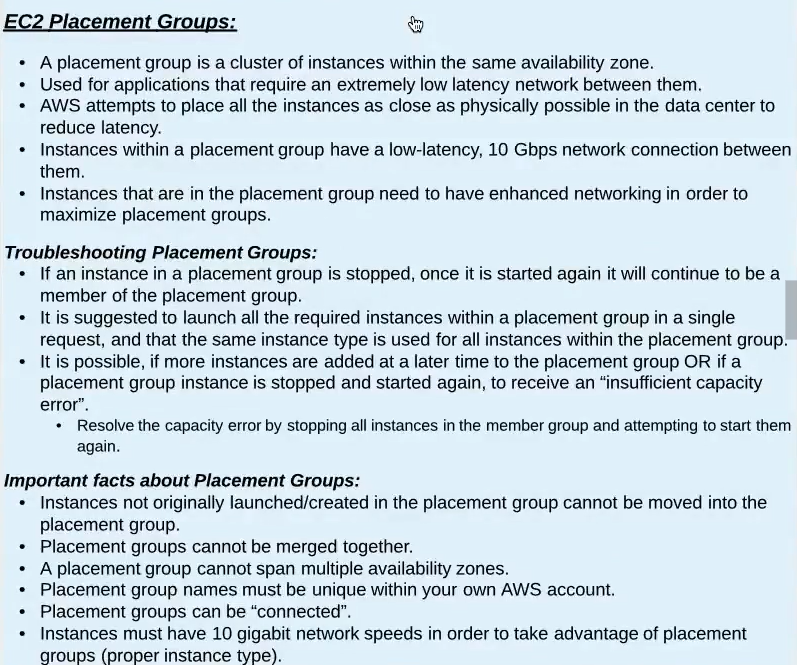 EC2 Placement Groups:
• A placement group is a cluster of instances within the same availability zone.
• Used for applications that require an extremely low latency network between them.
• AWS attempts to place all the instances as close as physically possible in the data center to
reduce latency.
• Instances within a placement group have a low-latency, 10 Gbps network connection between
them.
• Instances that are in the placement group need to have enhanced networking in order to
maximize placement groups.
Troubleshooting Placement Groups:
• If an instance in a placement group is stopped, once it is started again it will continue to be a
member of the placement group.
• It is suggested to launch all the required instances within a placement group in a single
request, and that the same instance type is used for all instances within the placement group.
• It is possible, if more instances are added at a later time to the placement group OR if a
placement group instance is stopped and started again, to receive an “insufficient capacity
error”.
• Resolve the capacity error by stopping all instances in the member group and attempting to start them
again.
Important facts about Placement Groups:
• Instances not originally launched/created in the placement group cannot be moved into the
placement group.
• Placement groups cannot be merged together.
• A placement group cannot span multiple availability zones.
• Placement group names must be unique within your own AWS account.
• Placement groups can be “connected”.
• Instances must have 10 gigabit network speeds in order to take advantage of placement
groups (proper instance type).